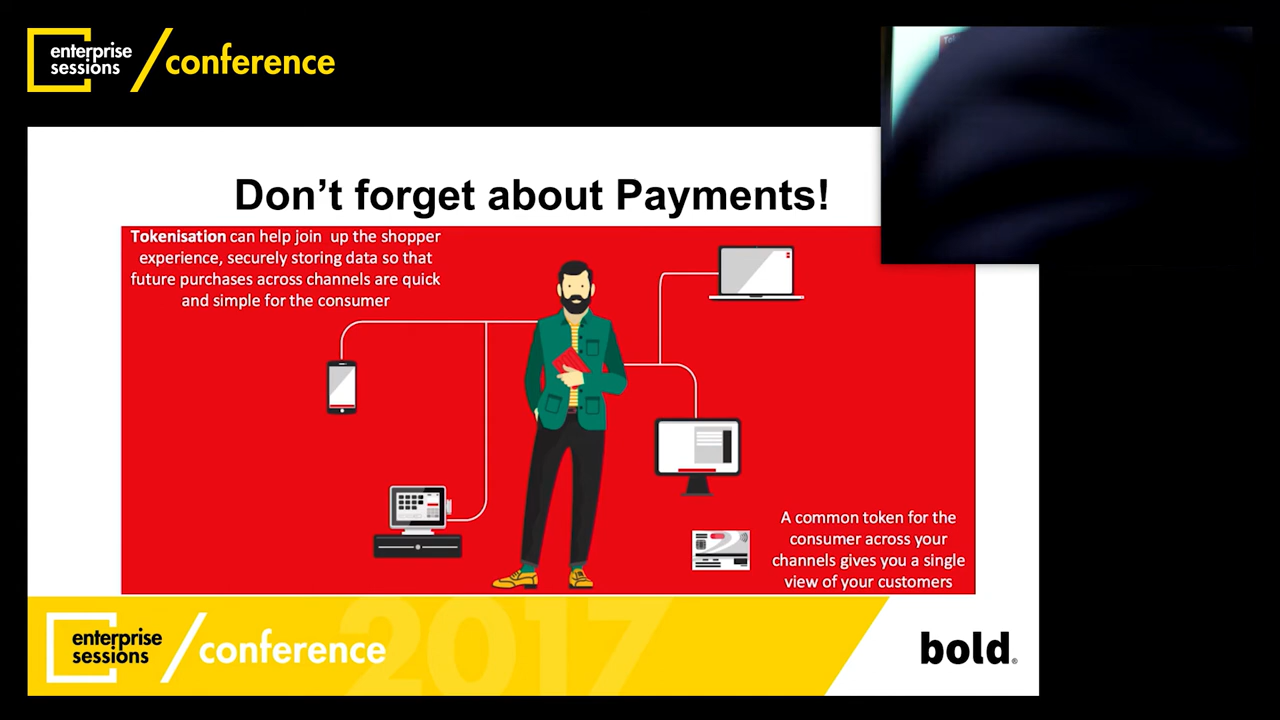 enterprise
sessions
conference
Don't forget about Payments!
Tokenisation can help join up the shopper
experience, securely storing data so that
future purchases across channels are quick
and simple for the consumer
A common token for the
consumer across your
channels gives you a single
view of your customers
2017
enterprise
sessions
conference
bold